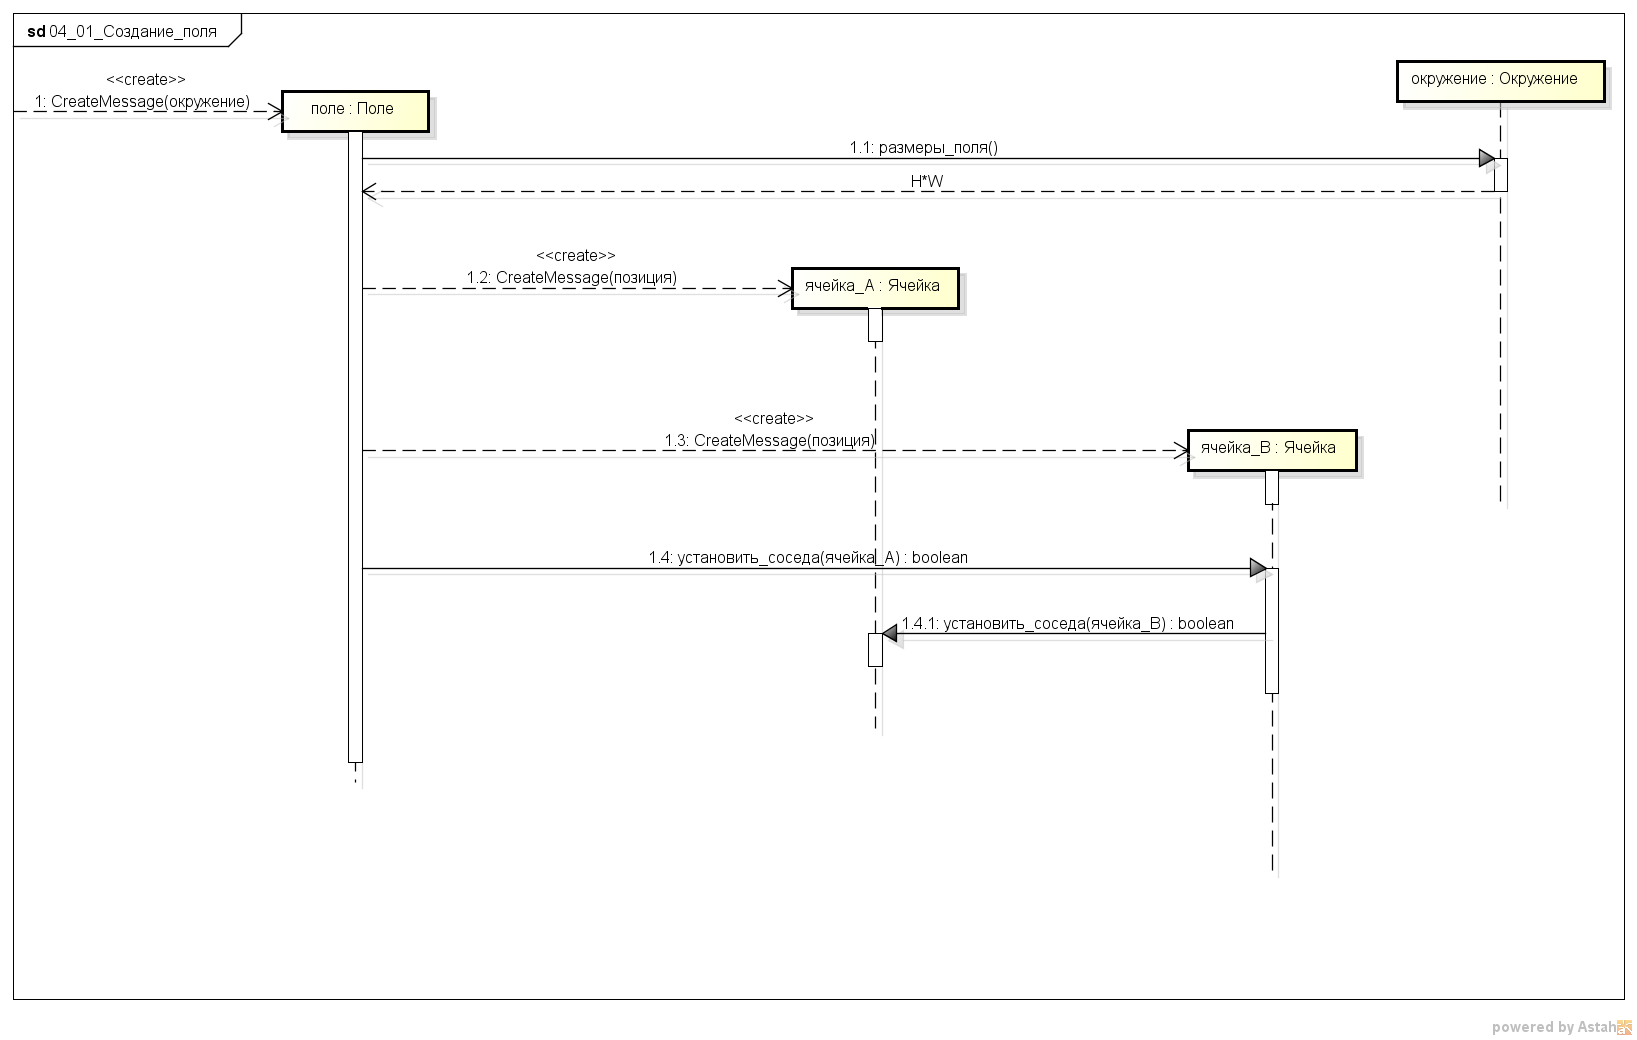 sd 04_01_Создание_поля
окружение : Окружение
<<create>>
1: CreateMessage(окружение)
поле : Поле
1.1: размеры_поля()
H*W
<<create>>
1.2: CreateMessage(позиция)
ячейка_A : Ячейка
<<create>>
1.3: CreateMessage(позиция)
ячейка_B : Ячейка
1.4: установить_соседа(ячейка_A) : boolean
1.4.1: установить_соседа(ячейка_B) : boolean
powered by Astah